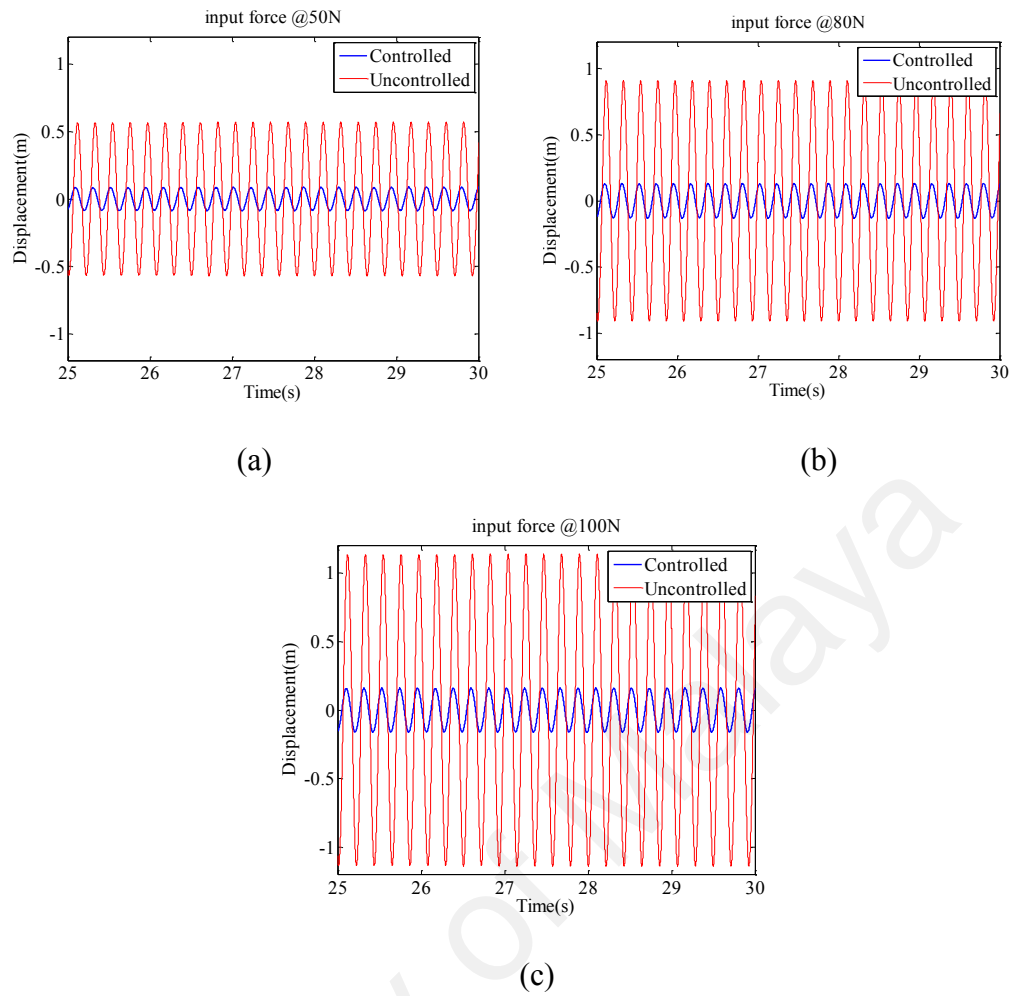 input force @50N
Controlled
Uncontrolled
Displacement(m)
1
0.5
0
-0.5
-1
25 26 27 28 29 30
Time(s)
(a)
input force @80N
Controlled
Uncontrolled
Displacement(m)
1
0.5
0
-0.5
-1
25 26 27 28 29 30
Time(s)
(b)
input force @100N
Controlled
Uncontrolled
Displacement(m)
1
0.5
0
-0.5
-1
25 26 27 28 29 30
Time(s)
(c)
of Malaya